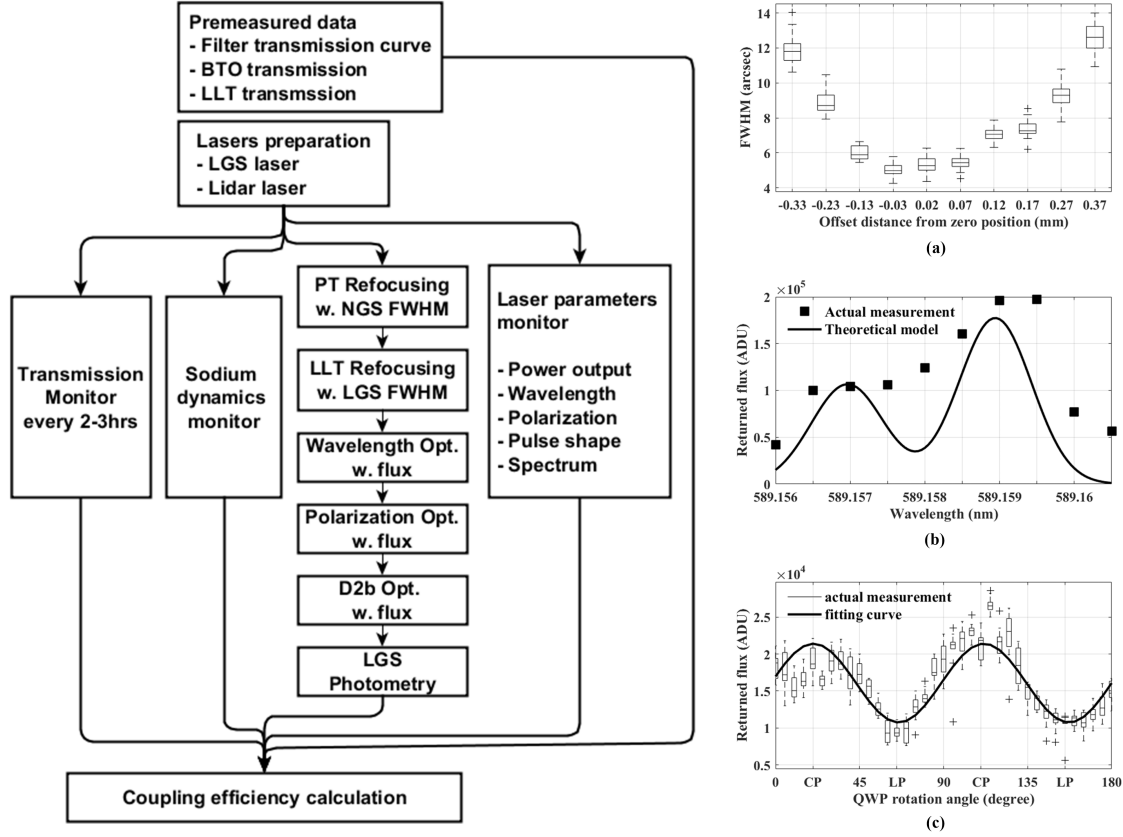 Premeasured data
- Filter transmission curve
- BTO transmission
- LLT transmssion
Lasers preparation
- LGS laser
- Lidar laser
Transmission
Monitor
every 2-3hrs
Sodium
dynamics
monitor
PT Refocusing
w. NGS FWHM
LLT Refocusing
w. LGS FWHM
Wavelength Opt.
w. flux
Polarization Opt.
w. flux
D2b Opt.
w. flux
LGS
Photometry
Laser parameters
monitor
- Power output
- Wavelength
- Polarization
- Pulse shape
- Spectrum
Coupling efficiency calculation
FWHM (arcsec)
14
12
10
8
6
4
-0.33 -0.23 -0.13 -0.03 0.02 0.07 0.12 0.17 0.27 0.37
Offset distance from zero position (mm)
(a)
×10^5
Returned flux (ADU)
2
1.5
1
0.5
0
Actual measurement
Theoretical model
589.156 589.157 589.158 589.159 589.16
Wavelength (nm)
(b)
×10^4
Returned flux (ADU)
2.5
2
1.5
1
0.5
actual measurement
fitting curve
0 CP 45 LP 90 CP 135 LP 180
QWP rotation angle (degree)
(c)